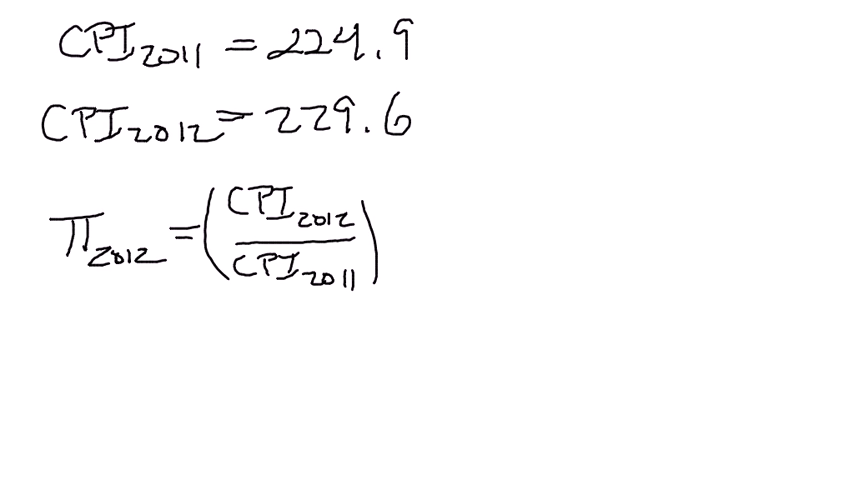 CPI₂₀₁₁ = 224.9
CPI₂₀₁₂ = 229.6
π₂₀₁₂ = (CPI₂₀₁₂ / CPI₂₀₁₁)